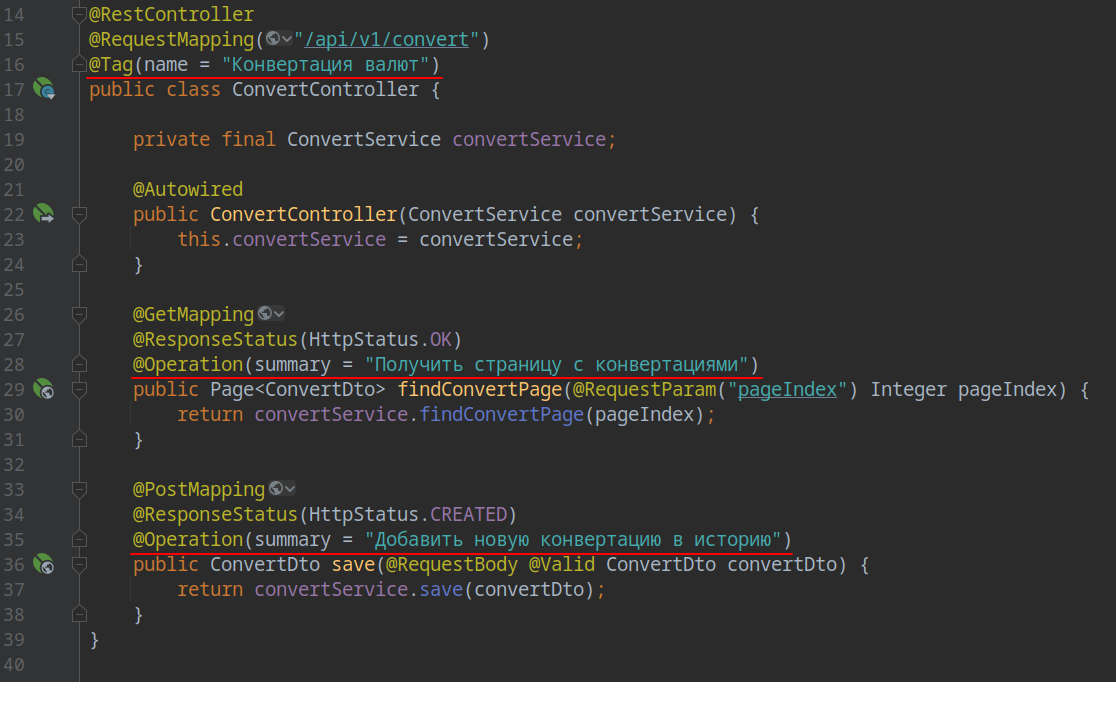 14 @RestController
15 @RequestMapping("/api/v1/convert")
16 @Tag(name = "Конвертация валют")
17 public class ConvertController {
18
19 private final ConvertService convertService;
20
21 @Autowired
22 public ConvertController(ConvertService convertService) {
23 this.convertService = convertService;
24 }
25
26 @GetMapping
27 @ResponseStatus(HttpStatus.OK)
28 @Operation(summary = "Получить страницу с конвертациями")
29 public Page<ConvertDto> findConvertPage(@RequestParam("pageIndex") Integer pageIndex) {
30 return convertService.findConvertPage(pageIndex);
31 }
32
33 @PostMapping
34 @ResponseStatus(HttpStatus.CREATED)
35 @Operation(summary = "Добавить новую конвертацию в историю")
36 public ConvertDto save(@RequestBody @Valid ConvertDto convertDto) {
37 return convertService.save(convertDto);
38 }
39 }
40